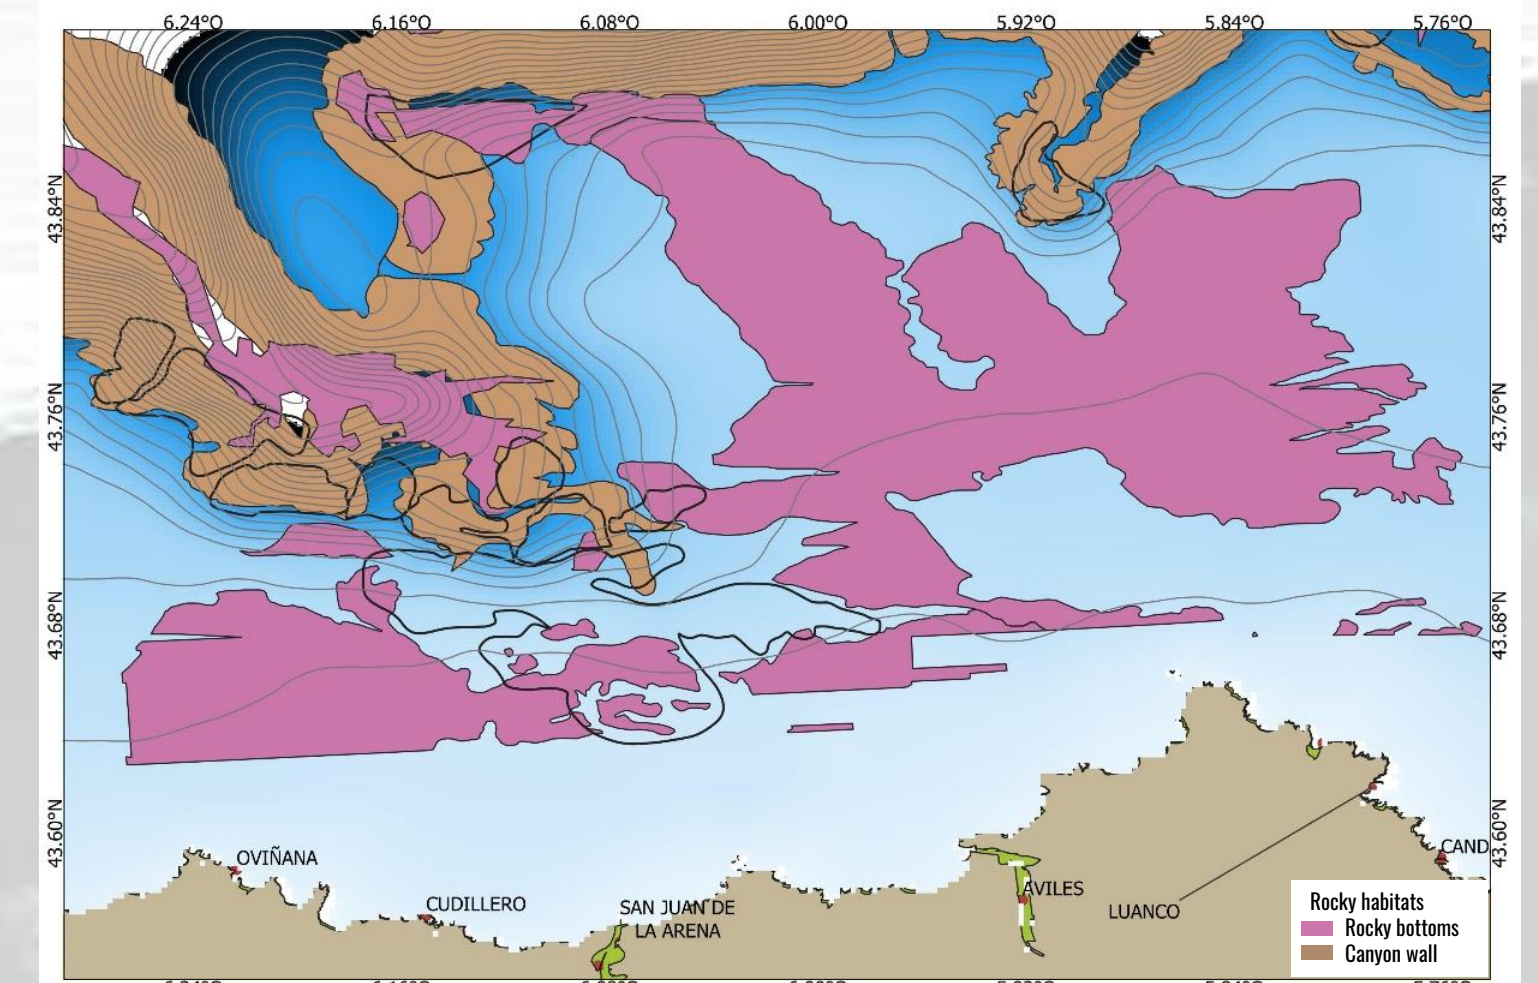 6.24°O 6.16°O 6.08°O 6.00°O 5.92°O 5.84°O 5.76°O
43.84°N
43.84°N
43.76°N
43.76°N
43.68°N
43.68°N
43.60°N
43.60°N
OVIÑANA
CUDILLERO
SAN JUAN DE
LA ARENA
AVILES
LUANCO
CAND
Rocky habitats
Rocky bottoms
Canyon wall